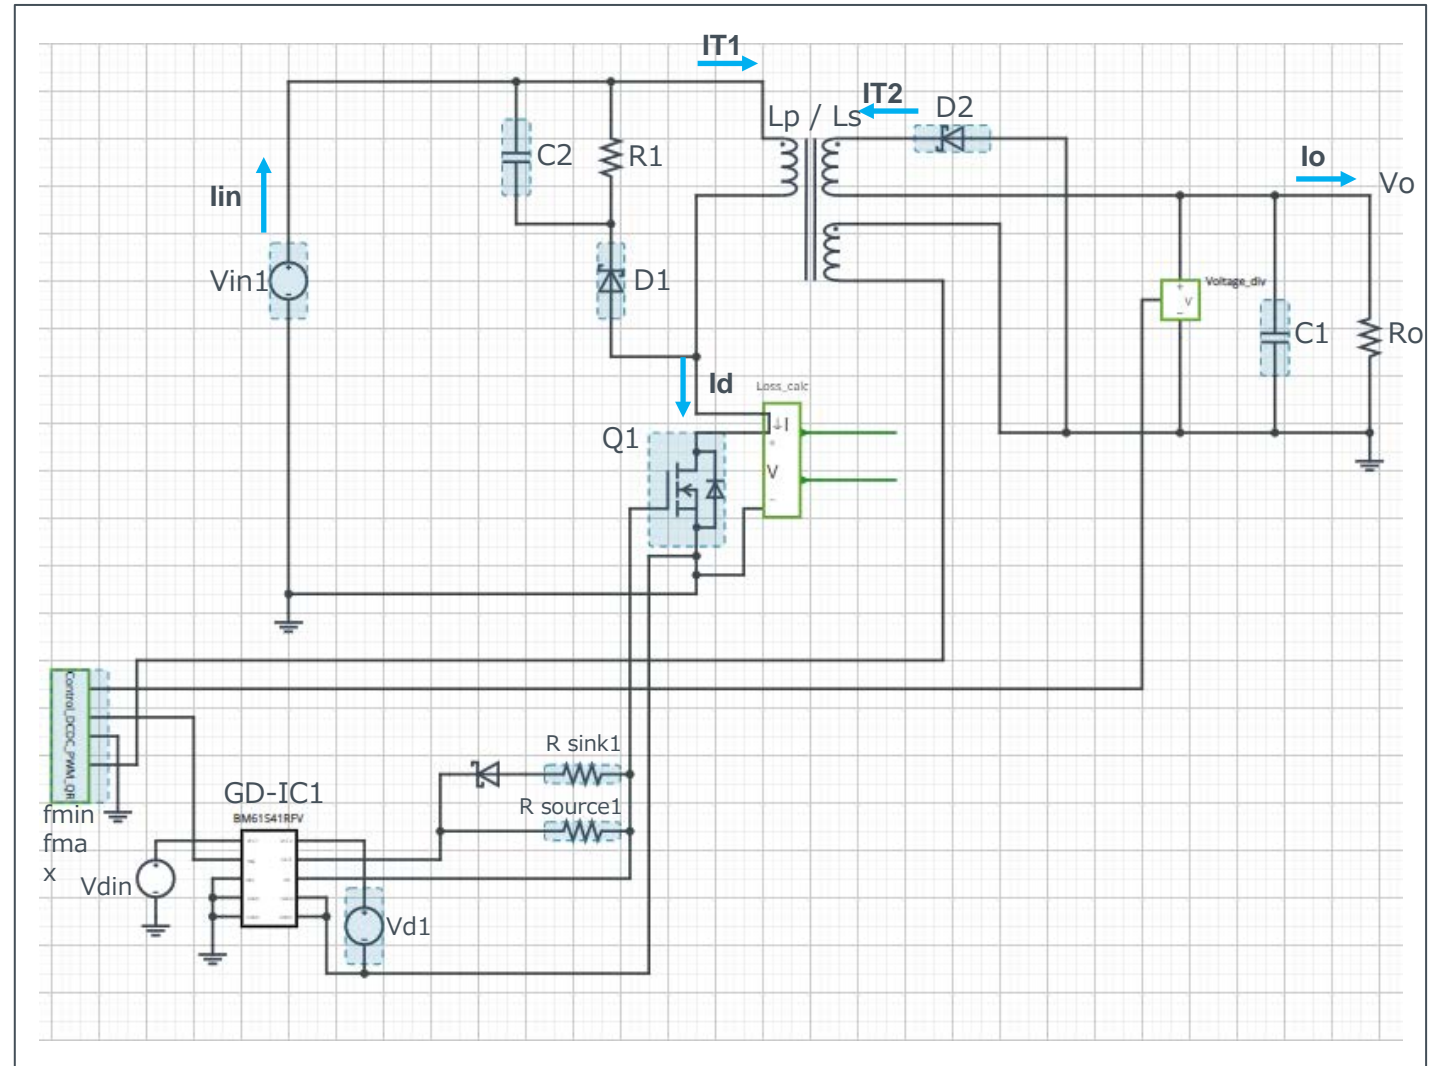 IT1
IT2
D2
Lp / Ls
C2
R1
Io
Vo
Iin
Vin1
D1
Voltage_div
V
C1
Ro
Id
Loss_calc
Q1
↓I
V
Control_DCDC_PWM_QR
R sink1
R source1
GD-IC1
BM61S41RFV
fmin
fma
x
Vdin
Vd1